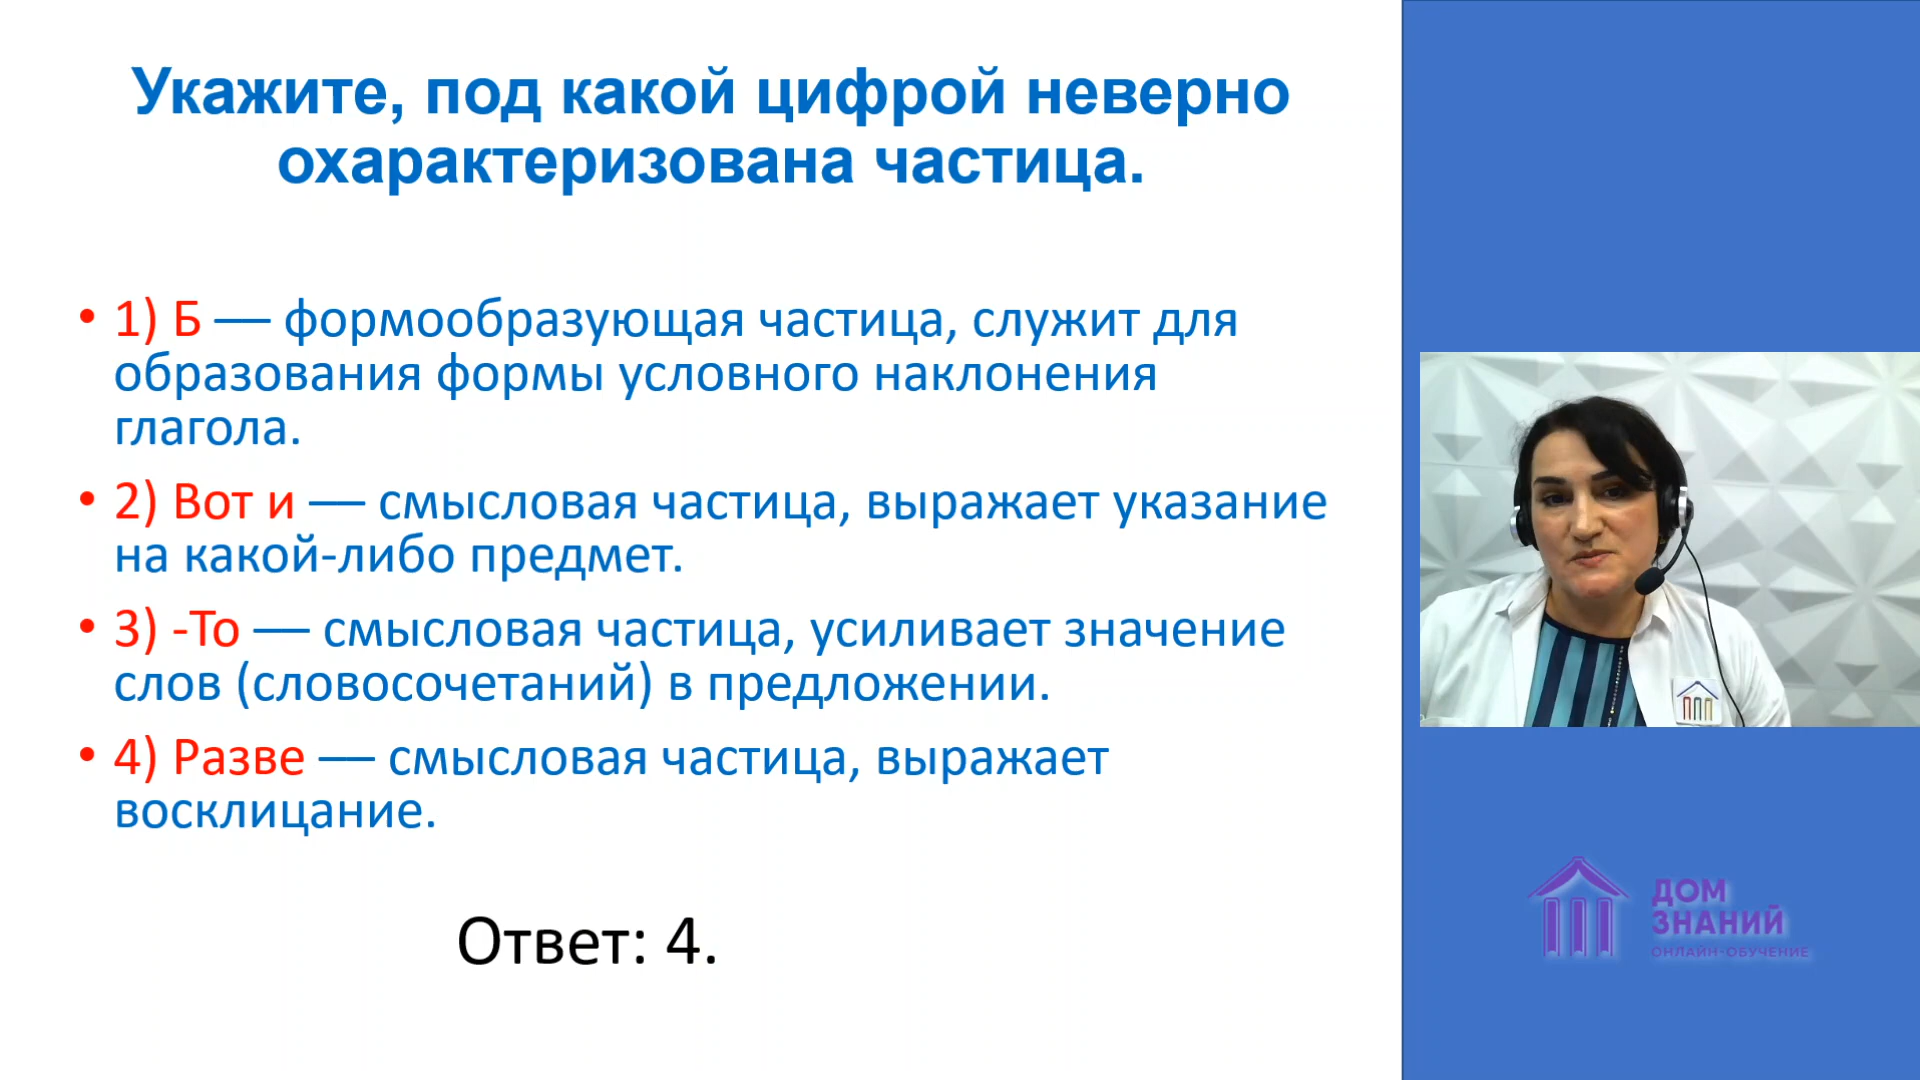 Укажите, под какой цифрой неверно
охарактеризована частица.
• 1) Б — формообразующая частица, служит для
образования формы условного наклонения
глагола.
• 2) Вот и — смысловая частица, выражает указание
на какой-либо предмет.
• 3) -То — смысловая частица, усиливает значение
слов (словосочетаний) в предложении.
• 4) Разве — смысловая частица, выражает
восклицание.
Ответ: 4.
ДОМ
ЗНАНИЙ
ОНЛАЙН-ОБУЧЕНИЕ